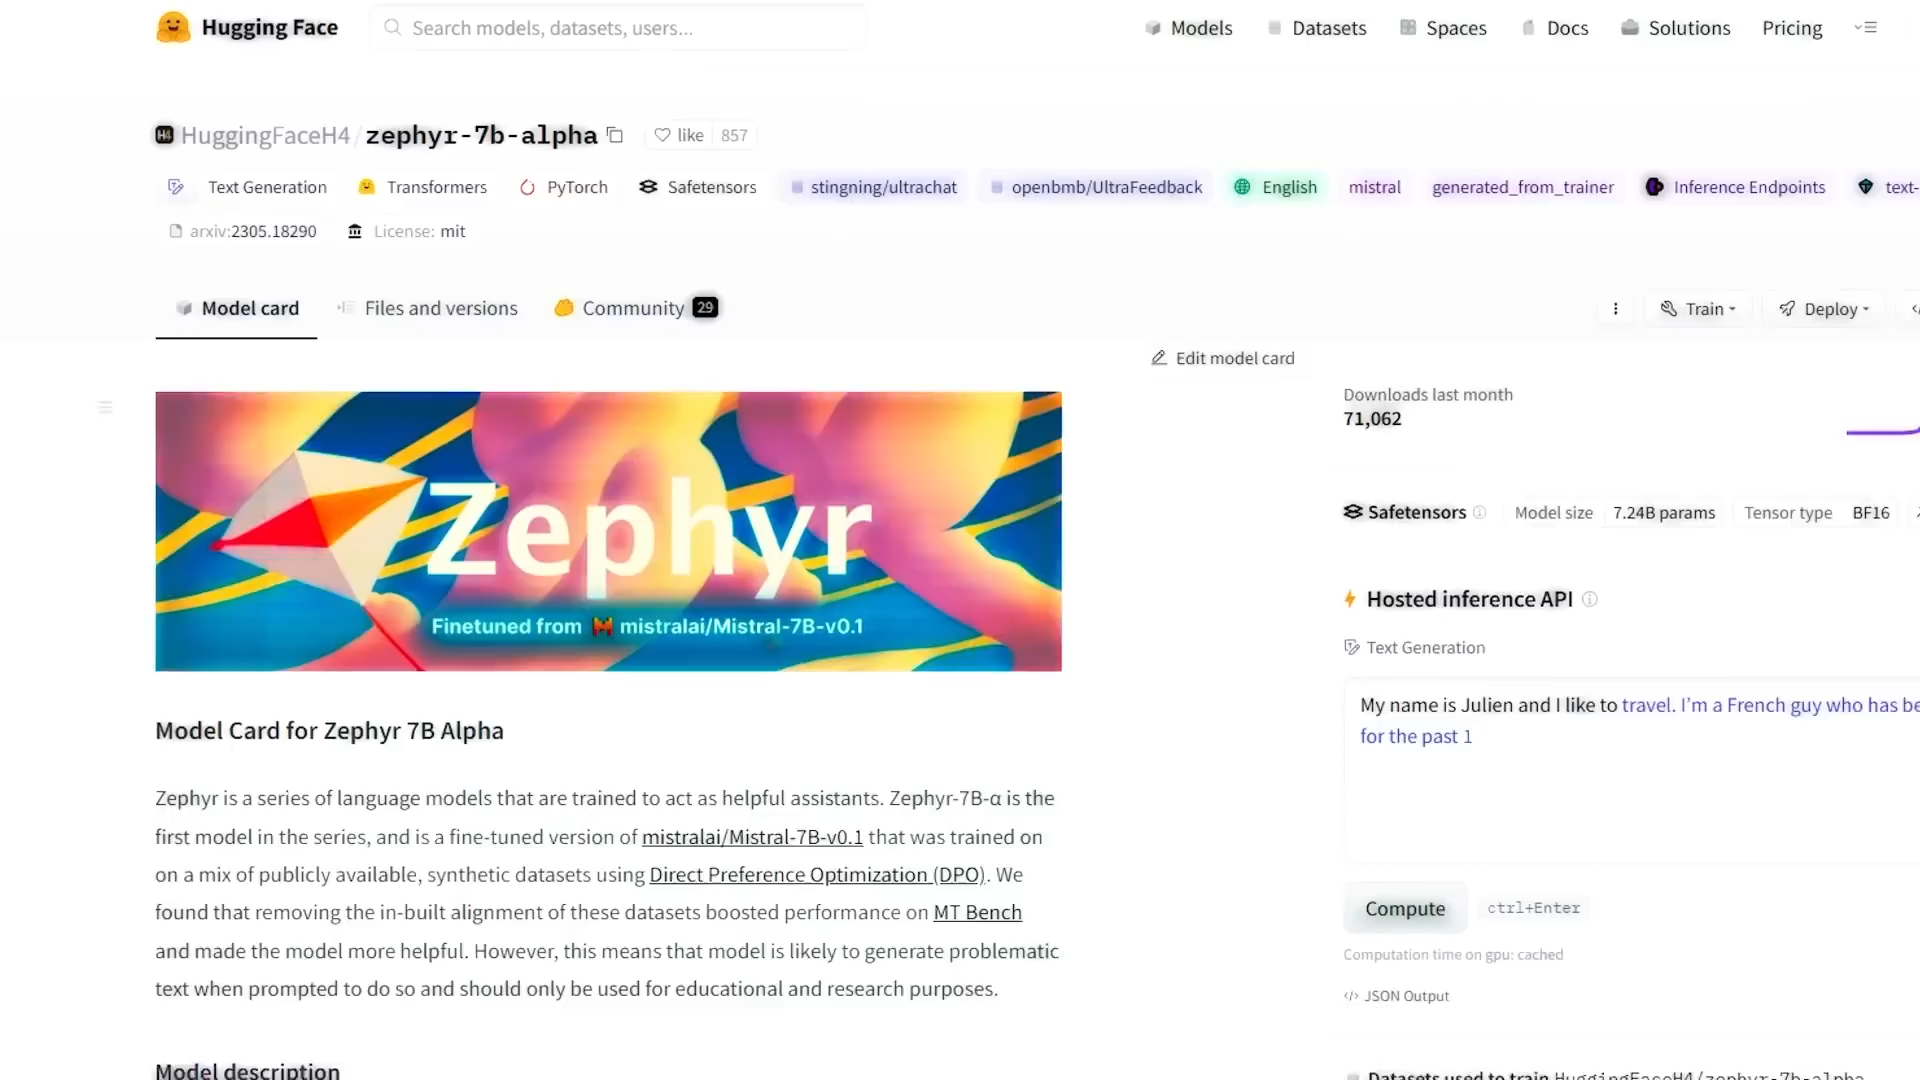 Hugging Face
Search models, datasets, users...
Models
Datasets
Spaces
Docs
Solutions
Pricing
HuggingFaceH4/zephyr-7b-alpha
like 857
Text Generation
Transformers
PyTorch
Safetensors
stingning/ultrachat
openbmb/UltraFeedback
English
mistral
generated_from_trainer
Inference Endpoints
text-
arxiv:2305.18290
License: mit
Model card
Files and versions
Community 29
Train
Deploy
Edit model card
Zephyr
Finetuned from mistralai/Mistral-7B-v0.1
Model Card for Zephyr 7B Alpha
Zephyr is a series of language models that are trained to act as helpful assistants. Zephyr-7B-α is the
first model in the series, and is a fine-tuned version of mistralai/Mistral-7B-v0.1 that was trained on
on a mix of publicly available, synthetic datasets using Direct Preference Optimization (DPO). We
found that removing the in-built alignment of these datasets boosted performance on MT Bench
and made the model more helpful. However, this means that model is likely to generate problematic
text when prompted to do so and should only be used for educational and research purposes.
Model description
Downloads last month
71,062
Safetensors
Model size 7.24B params
Tensor type BF16
Hosted inference API
Text Generation
My name is Julien and I like to travel. I'm a French guy who has be
for the past 1
Compute
ctrl+Enter
Computation time on gpu: cached
JSON Output
Datasets used to train HuggingFaceH4/zephyr-7b-alpha